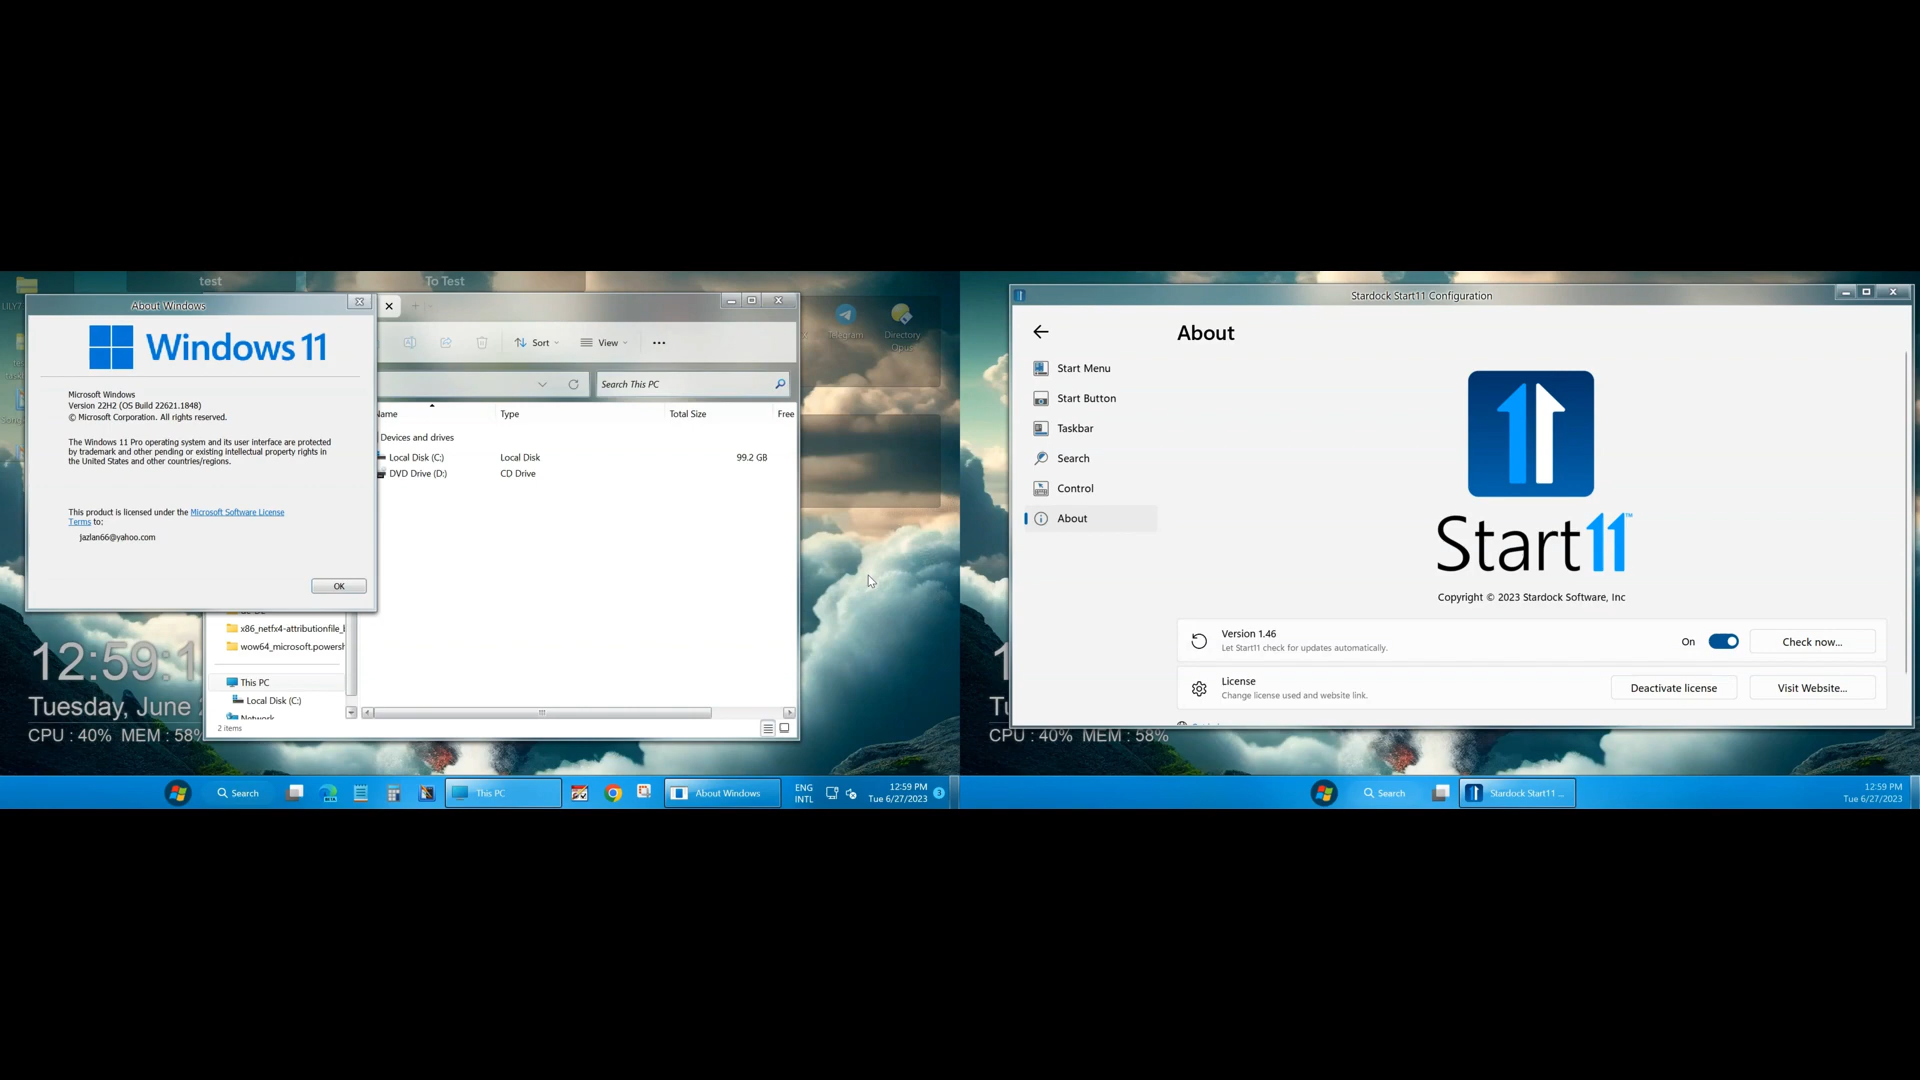 test
To Test
About Windows
Windows 11
Microsoft Windows
Version 22H2 (OS Build 22621.1848)
© Microsoft Corporation. All rights reserved.
The Windows 11 Pro operating system and its user interface are protected
by trademark and other pending or existing intellectual property rights in
the United States and other countries/regions.
This product is licensed under the Microsoft Software License
Terms to:
jazlan66@yahoo.com
OK
Sort
View
Search This PC
Name
Type
Total Size
Free
Devices and drives
Local Disk (C:)
Local Disk
99.2 GB
DVD Drive (D:)
CD Drive
x86_netfx4-attributionfile_
wow64_microsoft.powersh
This PC
Local Disk (C:)
Network
2 items
Telegram
Directory
Opus
12:59:1
Tuesday, June
CPU : 40% MEM : 58%
Search
This PC
About Windows
ENG
INTL
12:59 PM
Tue 6/27/2023
3
Stardock Start11 Configuration
About
Start Menu
Start Button
Taskbar
Search
Control
About
Start11™
Copyright © 2023 Stardock Software, Inc
Version 1.46
Let Start11 check for updates automatically.
On
Check now...
License
Change license used and website link.
Deactivate license
Visit Website...
1
Tu
CPU : 40% MEM : 58%
Search
Stardock Start11 ...
12:59 PM
Tue 6/27/2023